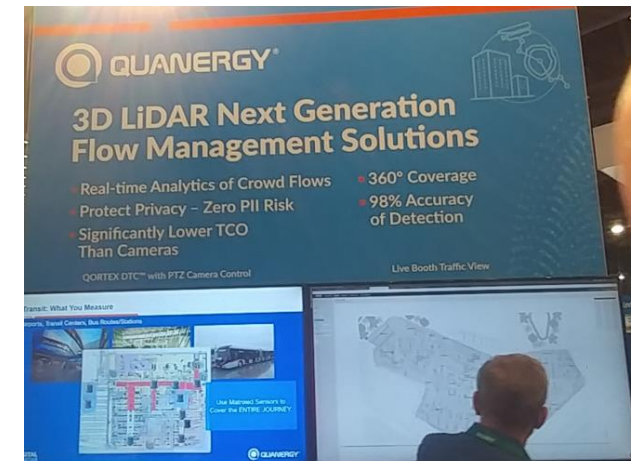 QUANERGY®
3D LiDAR Next Generation
Flow Management Solutions
• Real-time Analytics of Crowd Flows
• Protect Privacy – Zero PII Risk
• Significantly Lower TCO
Than Cameras
• 360° Coverage
• 98% Accuracy
of Detection
QORTEX DTC™ with PTZ Camera Control
Live Booth Traffic View
Transit: What You Measure
Airports, Transit Centers, Bus Routes/Stations
Use Matrixed Sensors to
Cover the ENTIRE JOURNEY
QUANERGY